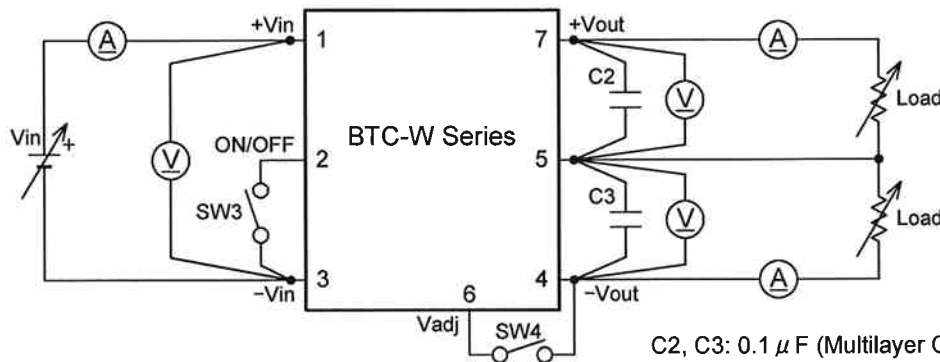 +Vin
+Vout
A
A
1
7
C2
V
Load
Vin
+
BTC-W Series
ON/OFF
V
2
5
SW3
C3
V
Load
3
4
−Vin
6
−Vout
A
Vadj
SW4
C2, C3: 0.1 μ F (Multilayer